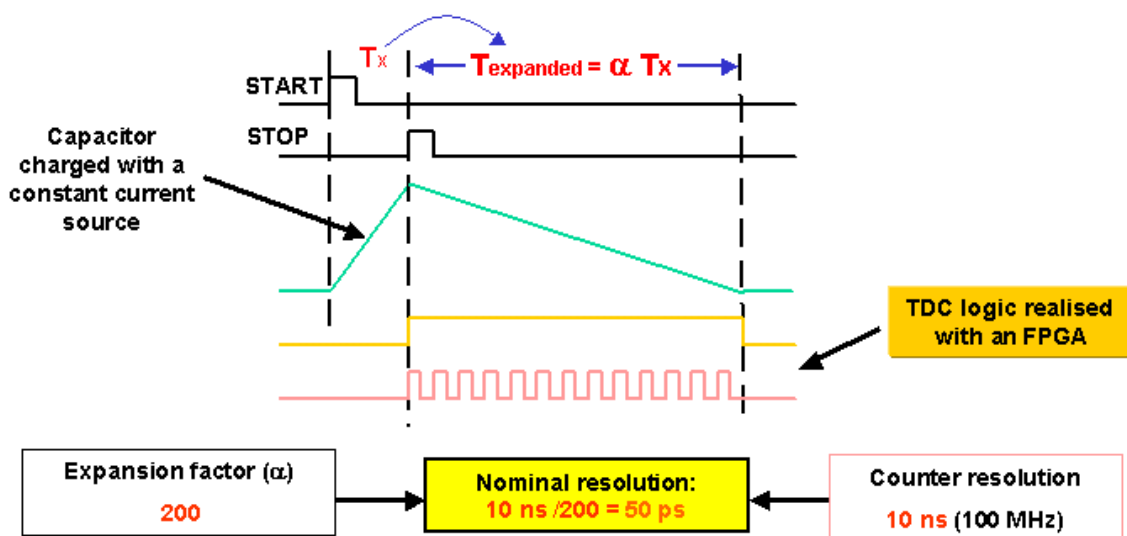 Tx
Texpanded = α Tx
START
STOP
Capacitor
charged with a
constant current
source
TDC logic realised
with an FPGA
Expansion factor (α)
200
Nominal resolution:
10 ns /200 = 50 ps
Counter resolution
10 ns (100 MHz)